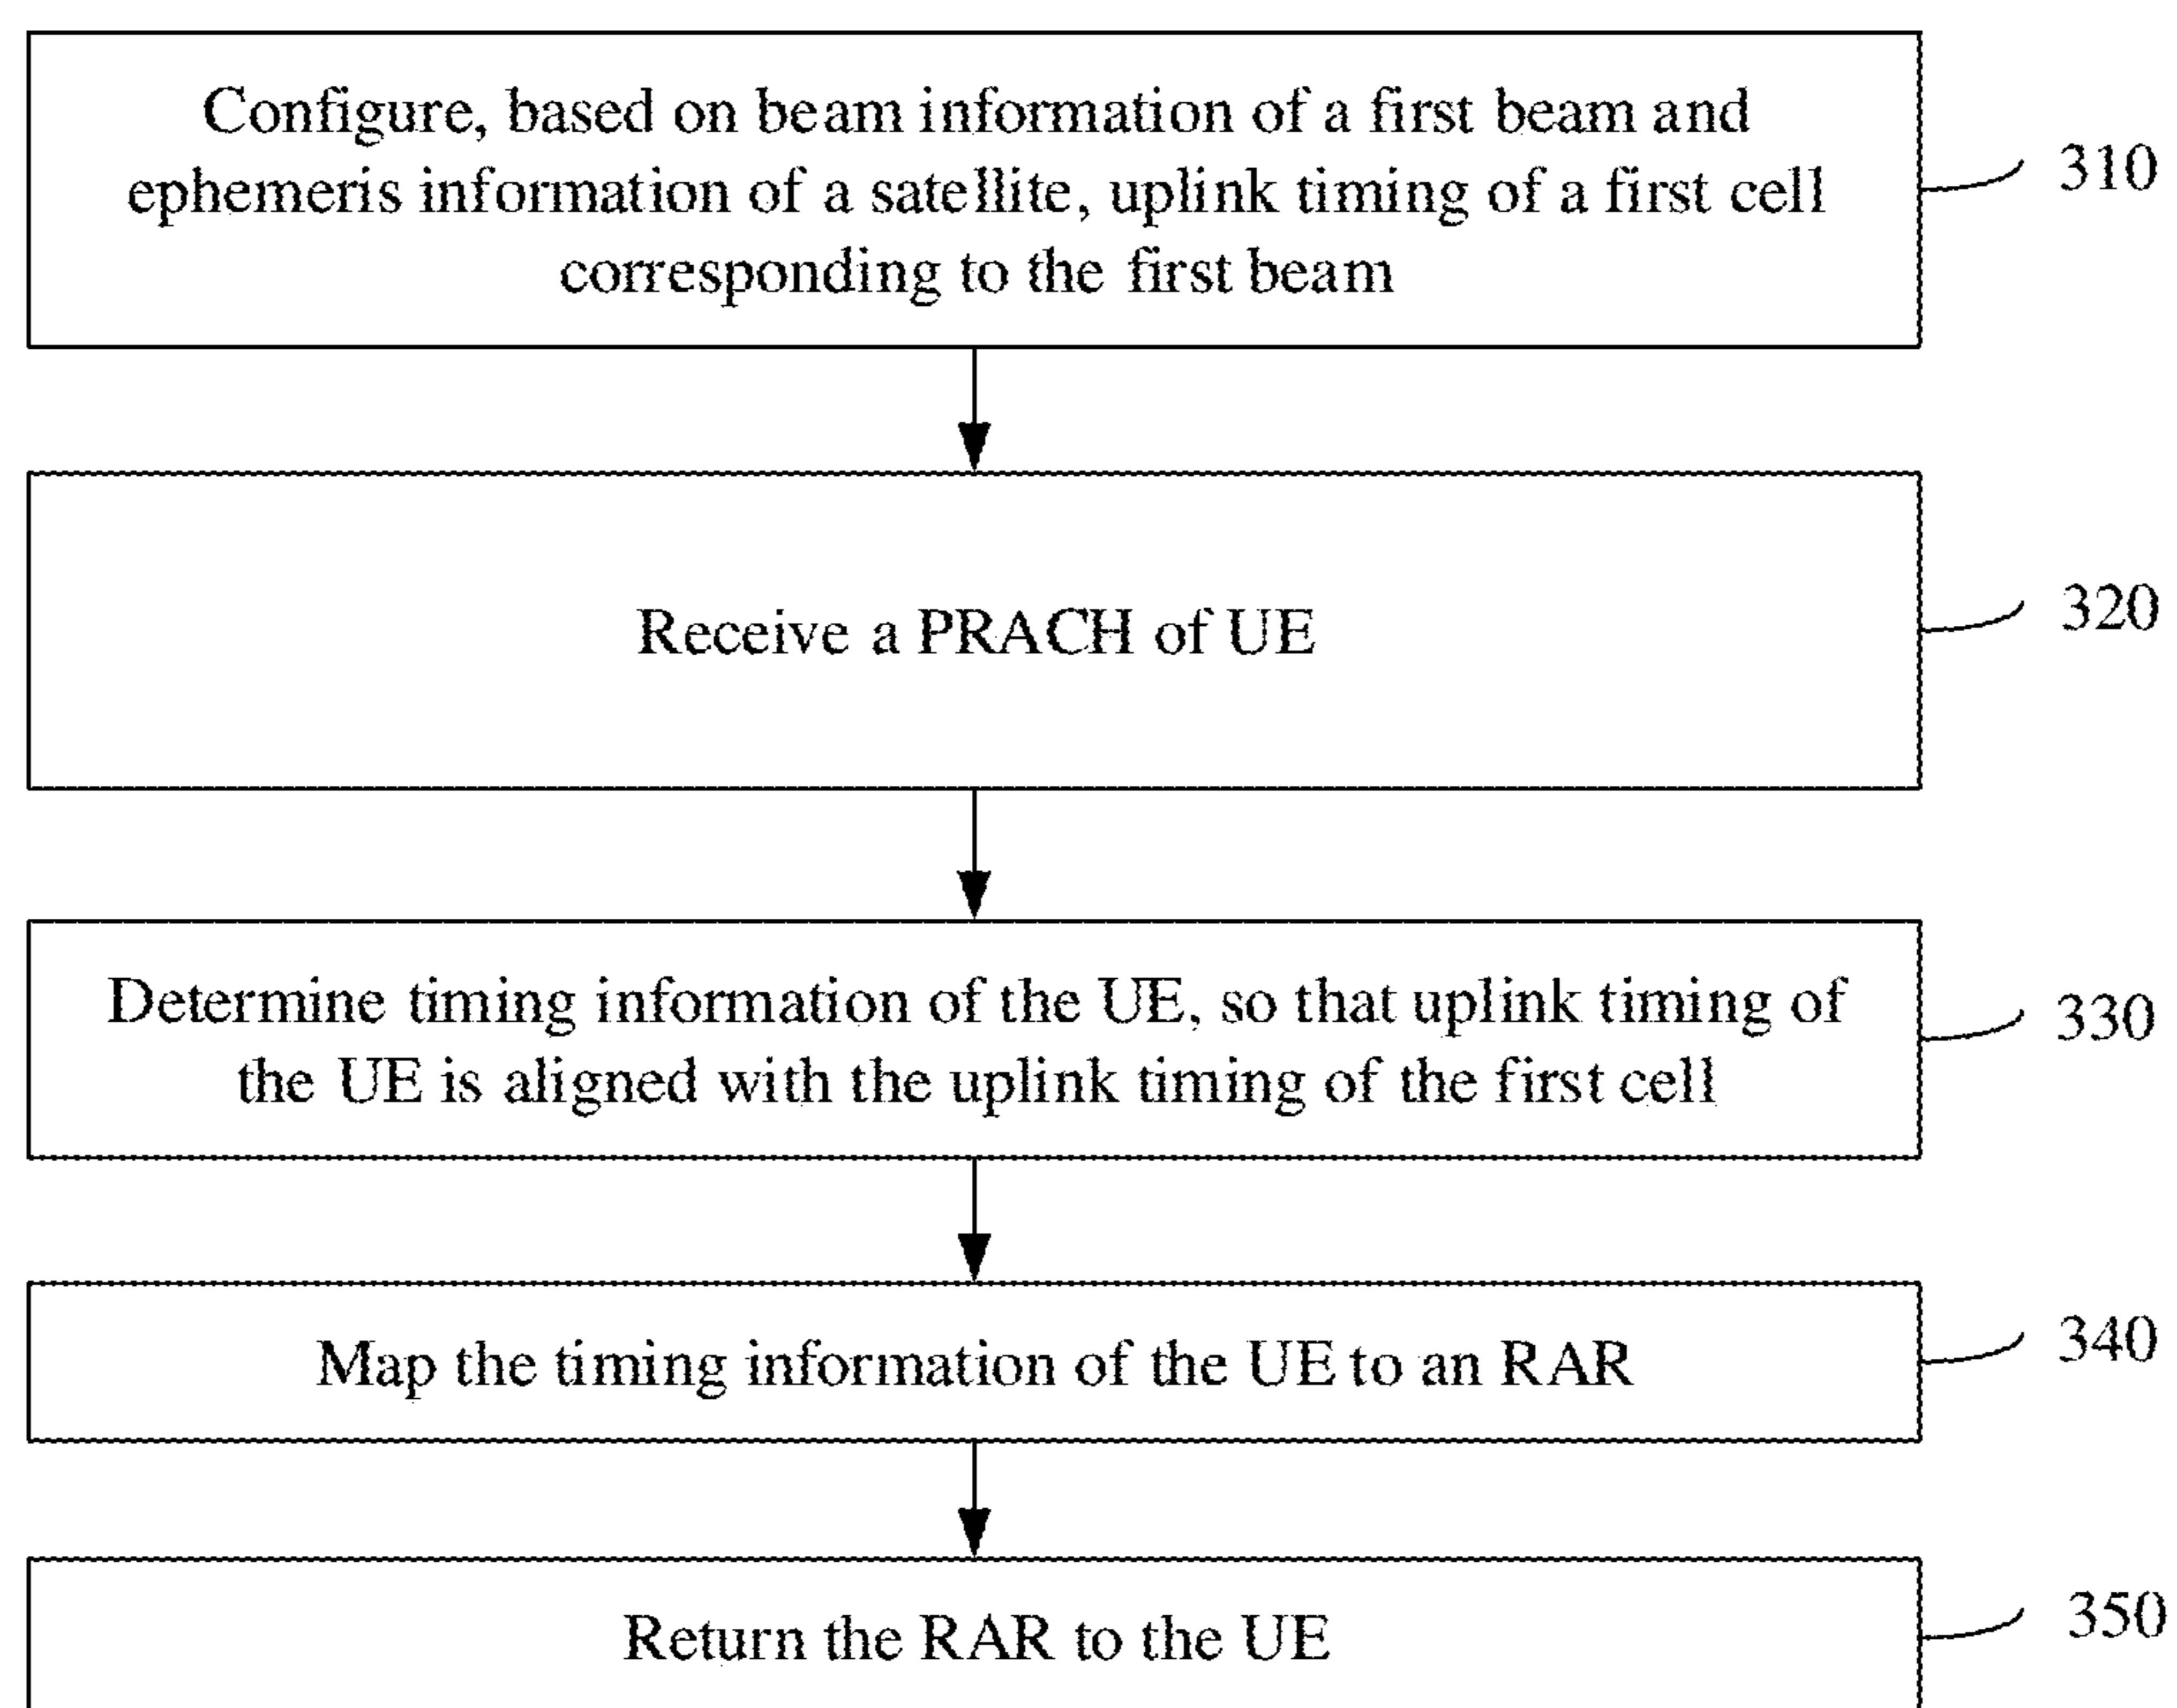 Configure, based on beam information of a first beam and
ephemeris information of a satellite, uplink timing of a first cell
corresponding to the first beam
310
Receive a PRACH of UE
320
Determine timing information of the UE, so that uplink timing of
the UE is aligned with the uplink timing of the first cell
330
Map the timing information of the UE to an RAR
340
Return the RAR to the UE
350